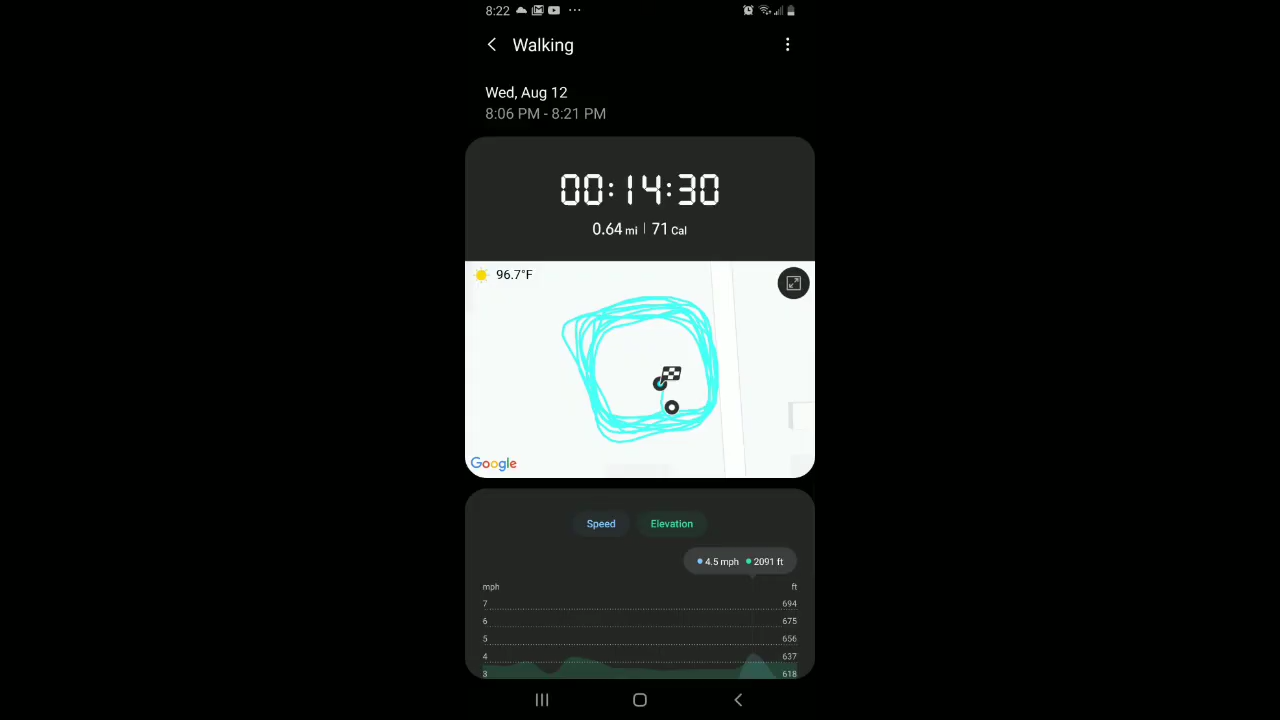 8:22
Walking
Wed, Aug 12
8:06 PM - 8:21 PM
00:14:30
0.64 mi | 71 Cal
96.7°F
Google
Speed Elevation
4.5 mph 2091 ft
mph ft
7 694
6 675
5 656
4 637
3 618